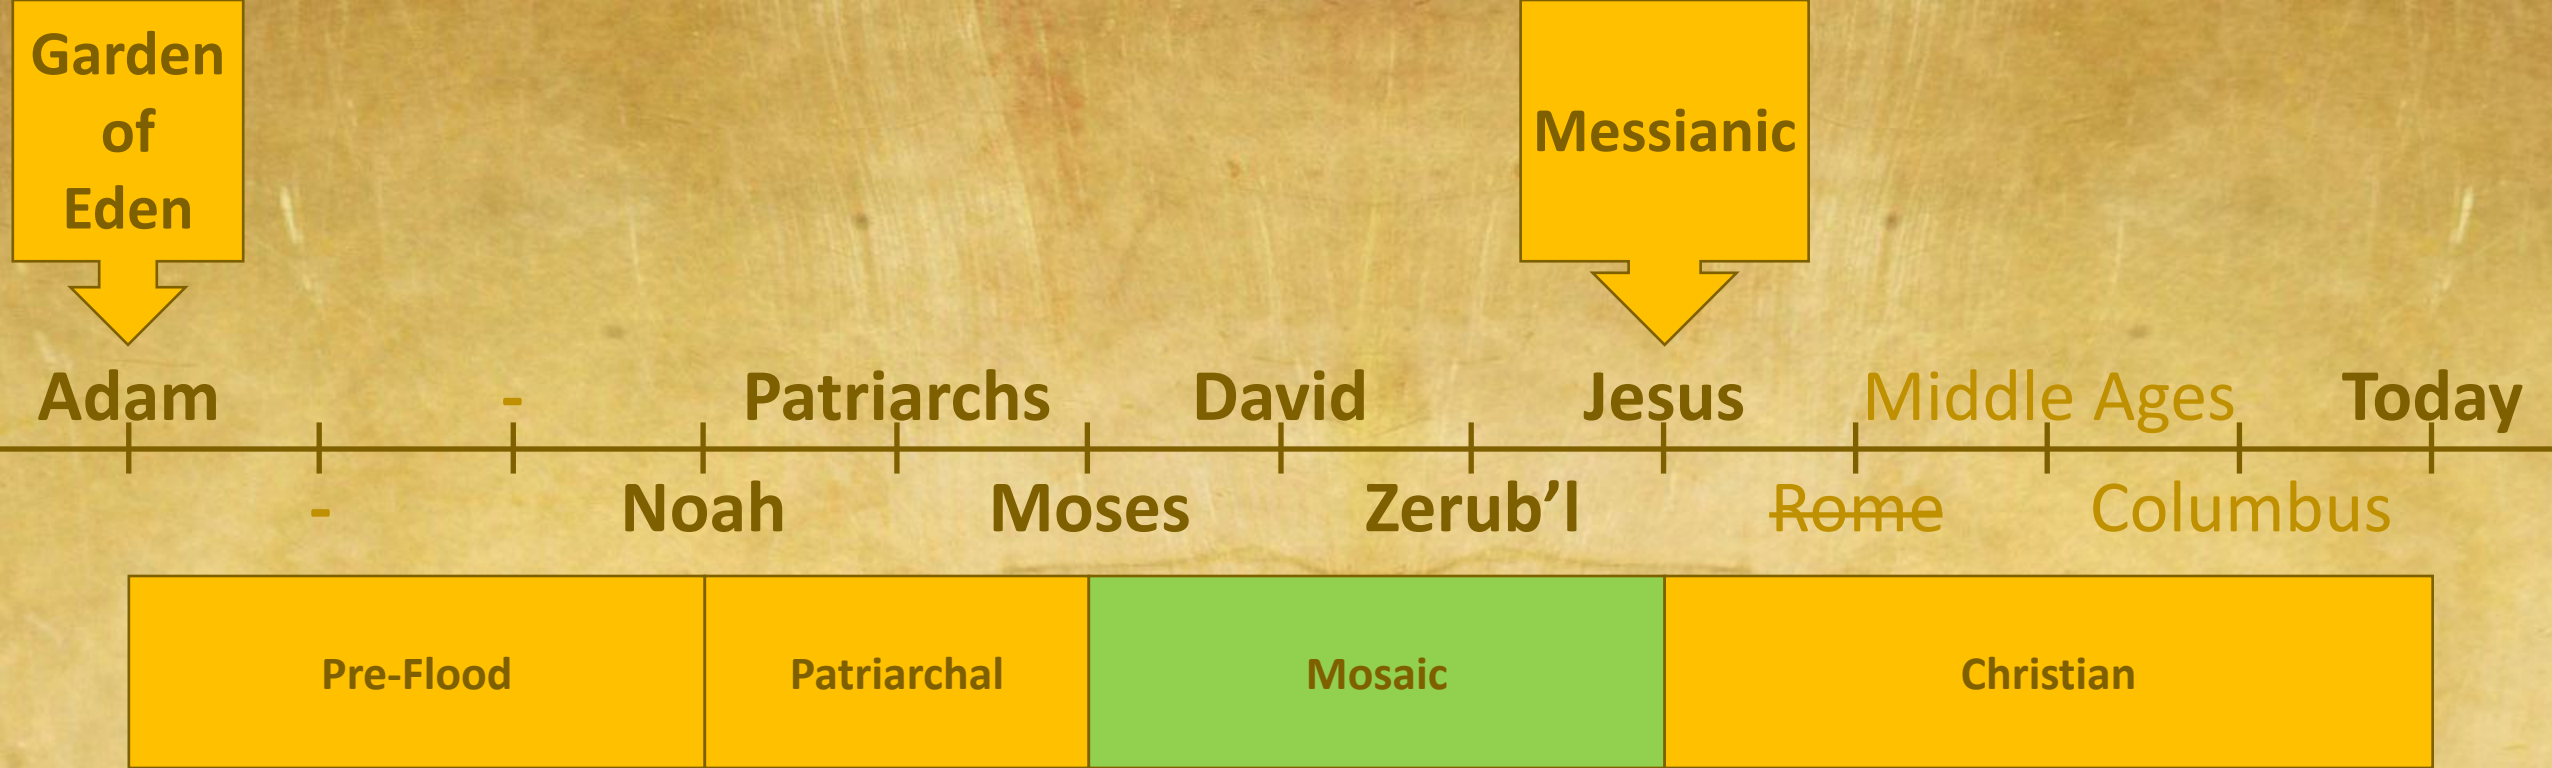 Garden
of
Eden
Messianic
Adam - Patriarchs David Jesus Middle Ages Today
- Noah Moses Zerub’l Rome Columbus
Pre-Flood Patriarchal Mosaic Christian